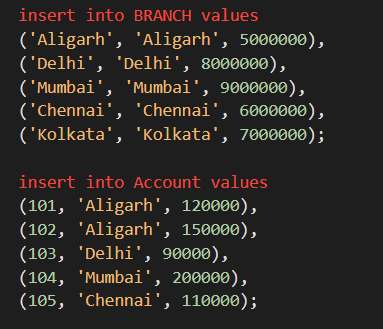 insert into BRANCH values
('Aligarh', 'Aligarh', 5000000),
('Delhi', 'Delhi', 8000000),
('Mumbai', 'Mumbai', 9000000),
('Chennai', 'Chennai', 6000000),
('Kolkata', 'Kolkata', 7000000);
insert into Account values
(101, 'Aligarh', 120000),
(102, 'Aligarh', 150000),
(103, 'Delhi', 90000),
(104, 'Mumbai', 200000),
(105, 'Chennai', 110000);